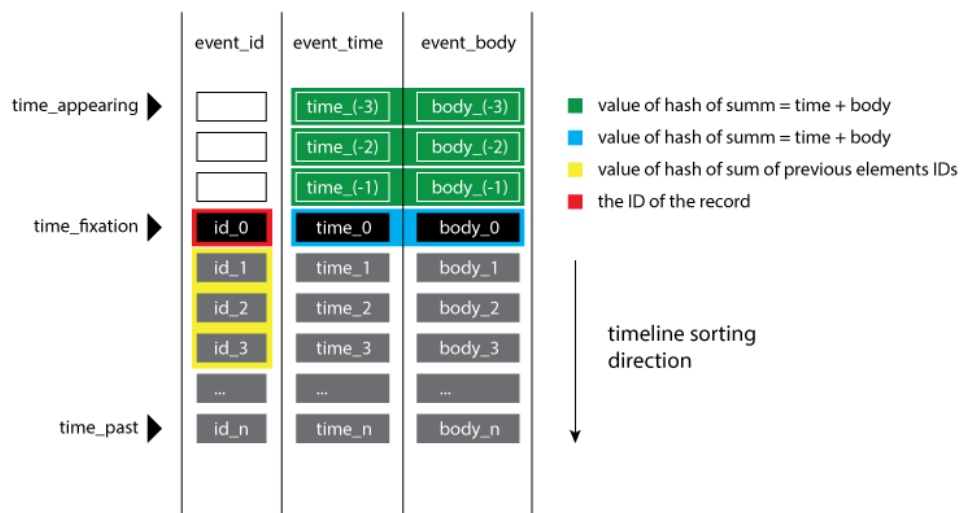 event_id event_time event_body
time_appearing time_(-3) body_(-3)
time_(-2) body_(-2)
time_(-1) body_(-1)
time_fixation id_0 time_0 body_0
id_1 time_1 body_1
id_2 time_2 body_2
id_3 time_3 body_3
... ... ...
time_past id_n time_n body_n
value of hash of summ = time + body
value of hash of summ = time + body
value of hash of sum of previous elements IDs
the ID of the record
timeline sorting
direction